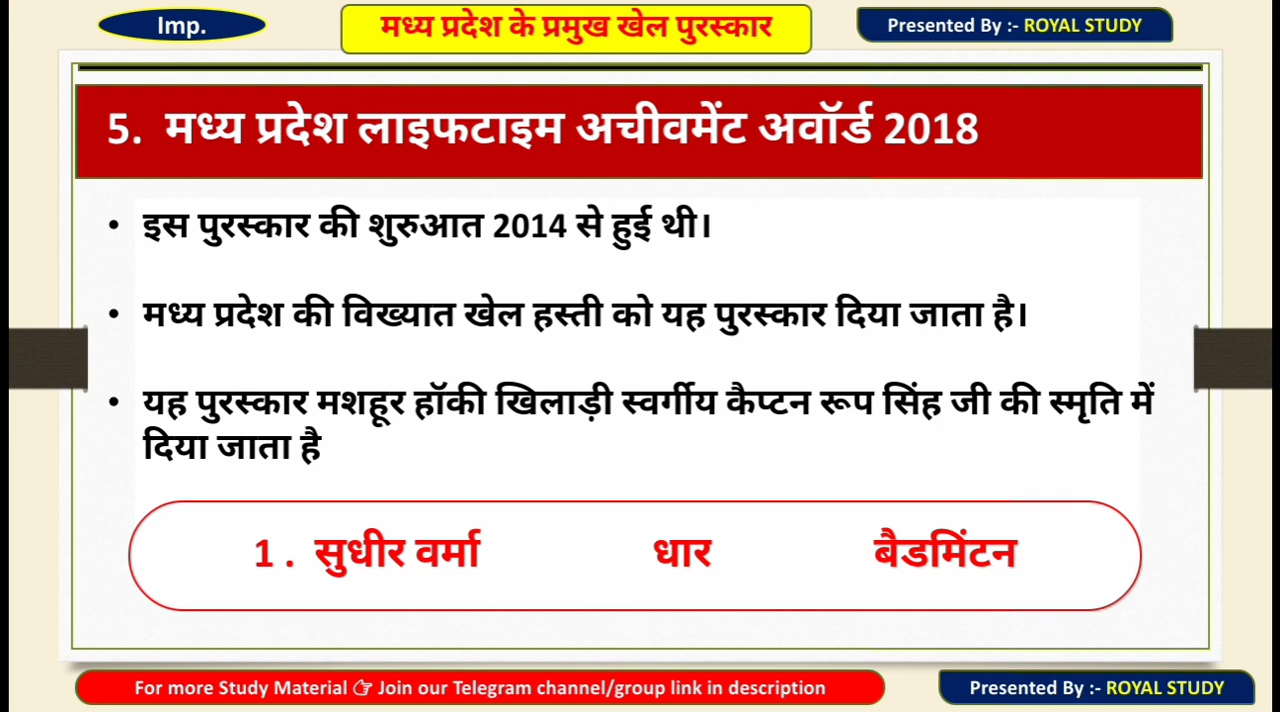 Imp.
मध्य प्रदेश के प्रमुख खेल पुरस्कार
Presented By :- ROYAL STUDY
5. मध्य प्रदेश लाइफटाइम अचीवमेंट अवॉर्ड 2018
• इस पुरस्कार की शुरुआत 2014 से हुई थी।
• मध्य प्रदेश की विख्यात खेल हस्ती को यह पुरस्कार दिया जाता है।
• यह पुरस्कार मशहूर हॉकी खिलाड़ी स्वर्गीय कैप्टन रूप सिंह जी की स्मृति में
दिया जाता है
1 . सुधीर वर्मा धार बैडमिंटन
For more Study Material 👉 Join our Telegram channel/group link in description
Presented By :- ROYAL STUDY